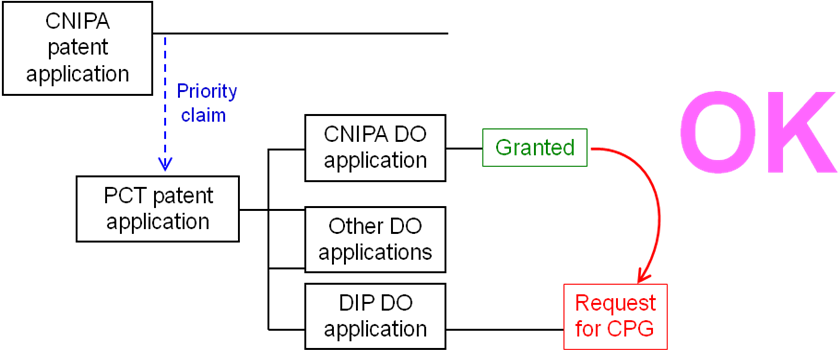 CNIPA
patent
application
Priority
claim
PCT patent
application
CNIPA DO
application
Granted
Other DO
applications
DIP DO
application
Request
for CPG
OK